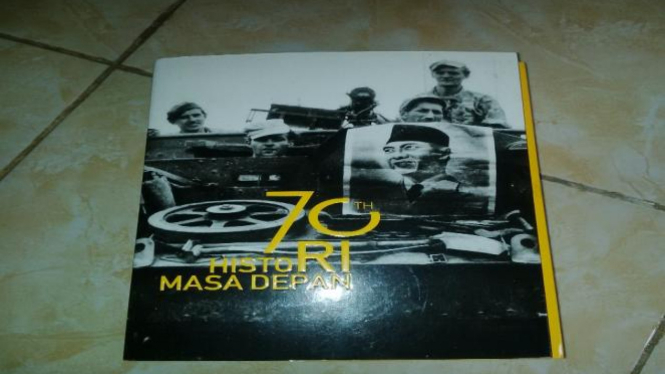 70TH
HISTORI
MASA DEPAN